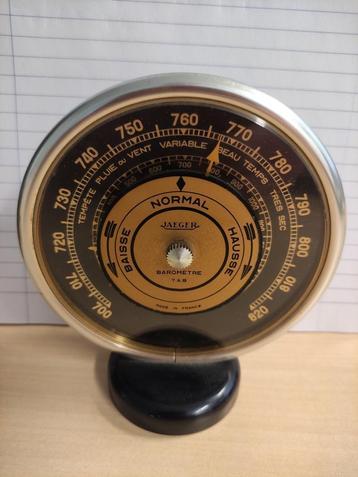 700 710 720 730 740 750 760 770 780 790 800 810 820
TEMPÊTE PLUIE OU VENT VARIABLE BEAU TEMPS TRÈS SEC
NORMAL
BAISSE
HAUSSE
JAEGER
BAROMÈTRE
MADE IN FRANCE